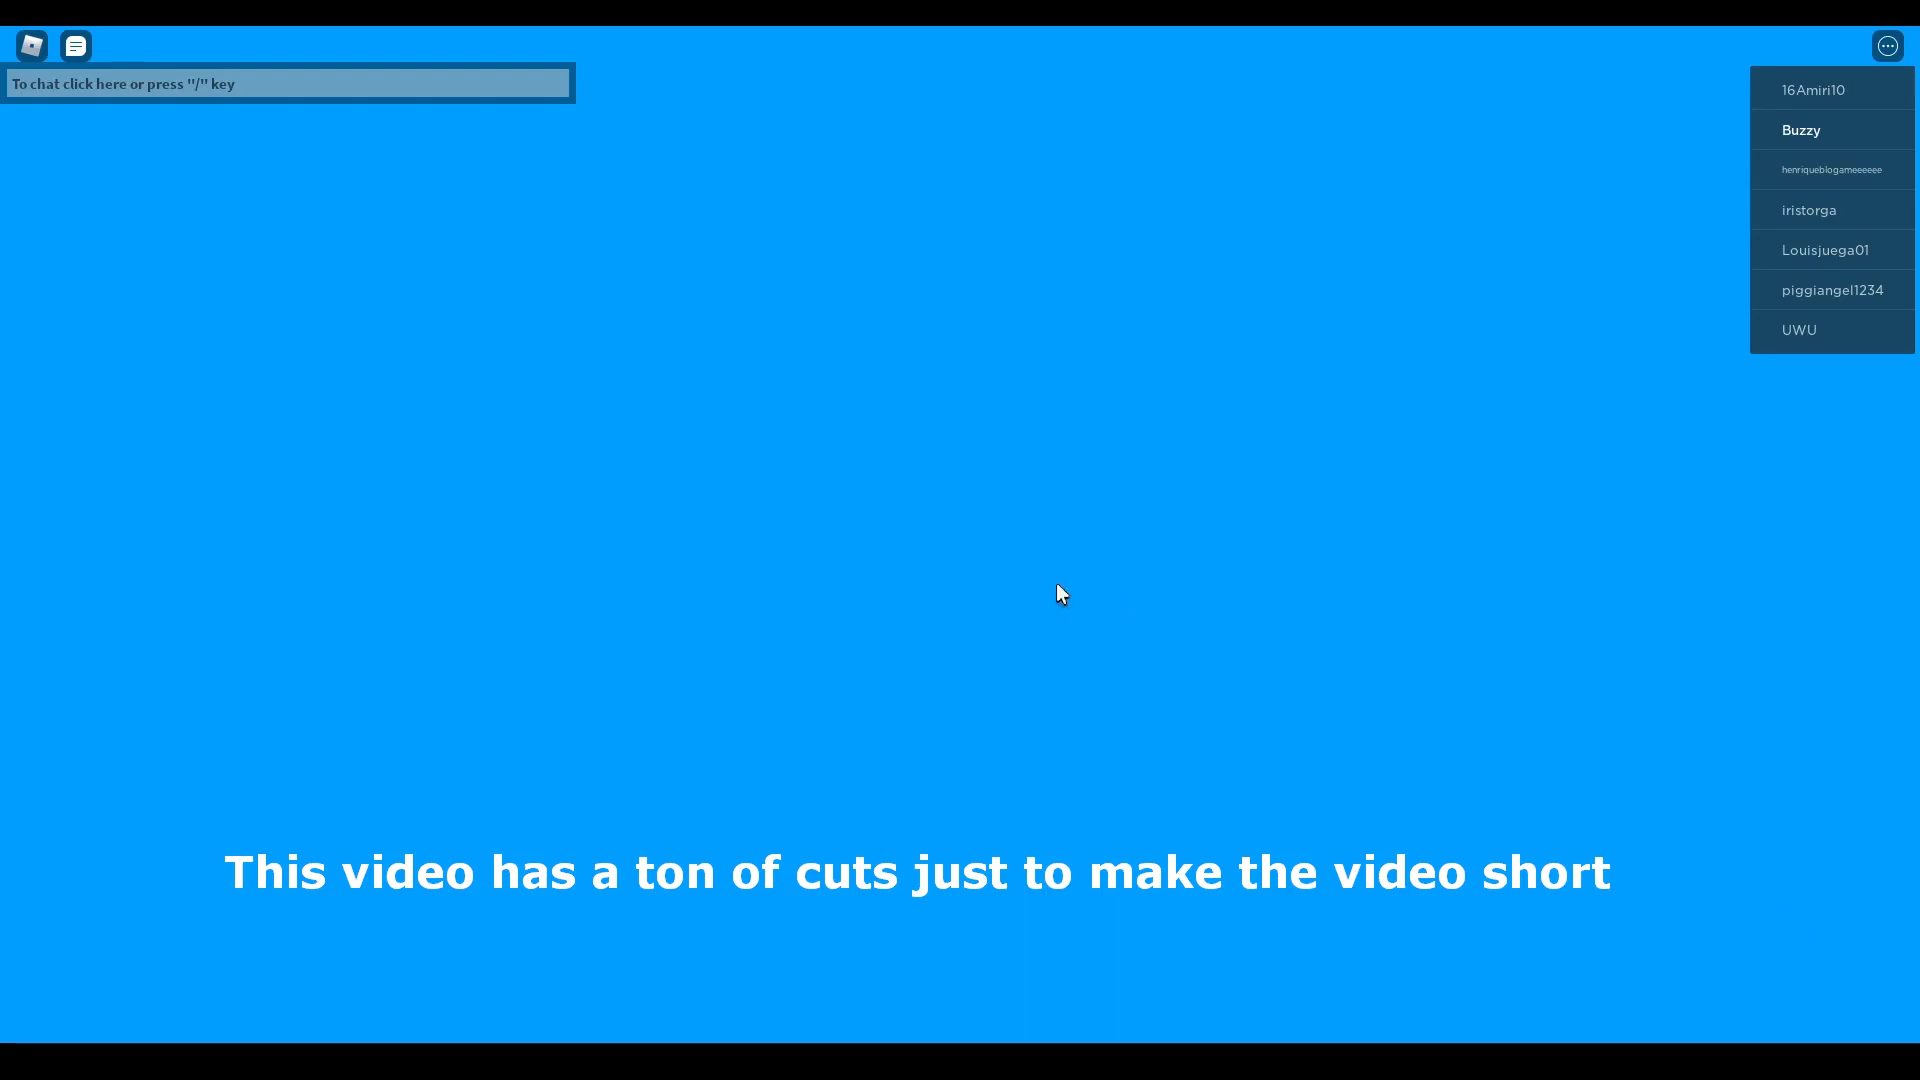 To chat click here or press "/" key
16Amiri10
Buzzy
henriqueblogameeeeee
iristorga
Louisjuega01
piggiangel1234
UWU
This video has a ton of cuts just to make the video short